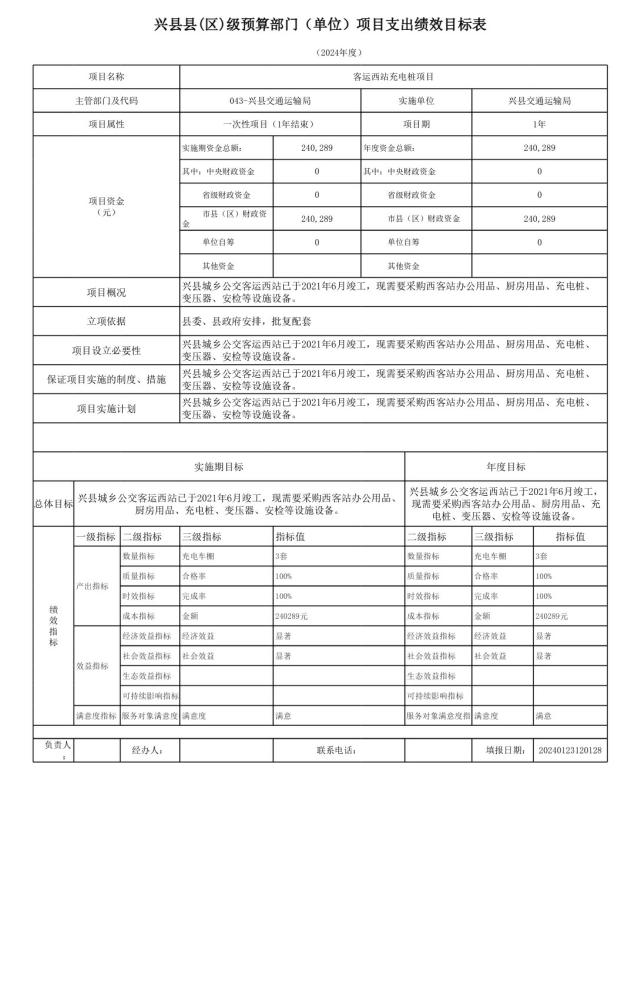 兴县县(区)级预算部门（单位）项目支出绩效目标表
（2024年度）
项目名称 客运西站充电桩项目
主管部门及代码 043-兴县交通运输局 实施单位 兴县交通运输局
项目属性 一次性项目（1年结束） 项目期 1年
项目资金
（元）
实施期资金总额： 240,289 年度资金总额： 240,289
其中：中央财政资金 0 其中：中央财政资金 0
省级财政资金 0 省级财政资金 0
市县（区）财政资
金 240,289 市县（区）财政资金 240,289
单位自筹 0 单位自筹 0
其他资金 其他资金
项目概况 兴县城乡公交客运西站已于2021年6月竣工，现需要采购西客站办公用品、厨房用品、充电桩、
变压器、安检等设施设备。
立项依据 县委、县政府安排，批复配套
项目设立必要性 兴县城乡公交客运西站已于2021年6月竣工，现需要采购西客站办公用品、厨房用品、充电桩、
变压器、安检等设施设备。
保证项目实施的制度、措施 兴县城乡公交客运西站已于2021年6月竣工，现需要采购西客站办公用品、厨房用品、充电桩、
变压器、安检等设施设备。
项目实施计划 兴县城乡公交客运西站已于2021年6月竣工，现需要采购西客站办公用品、厨房用品、充电桩、
变压器、安检等设施设备。
实施期目标 年度目标
总体目标
兴县城乡公交客运西站已于2021年6月竣工，现需要采购西客站办公用品、
厨房用品、充电桩、变压器、安检等设施设备。
兴县城乡公交客运西站已于2021年6月竣工，
现需要采购西客站办公用品、厨房用品、充
电桩、变压器、安检等设施设备。
绩效指标
一级指标 二级指标 三级指标 指标值 二级指标 三级指标 指标值
产出指标
数量指标 充电车棚 3套 数量指标 充电车棚 3套
质量指标 合格率 100% 质量指标 合格率 100%
时效指标 完成率 100% 时效指标 完成率 100%
成本指标 金额 240289元 成本指标 金额 240289元
效益指标
经济效益指标 经济效益 显著 经济效益指标 经济效益 显著
社会效益指标 社会效益 显著 社会效益指标 社会效益 显著
生态效益指标 生态效益指标
可持续影响指标 可持续影响指标
满意度指标 服务对象满意度 满意度 满意 服务对象满意度指 满意度 满意
负责人
： 经办人： 联系电话： 填报日期： 20240123120128